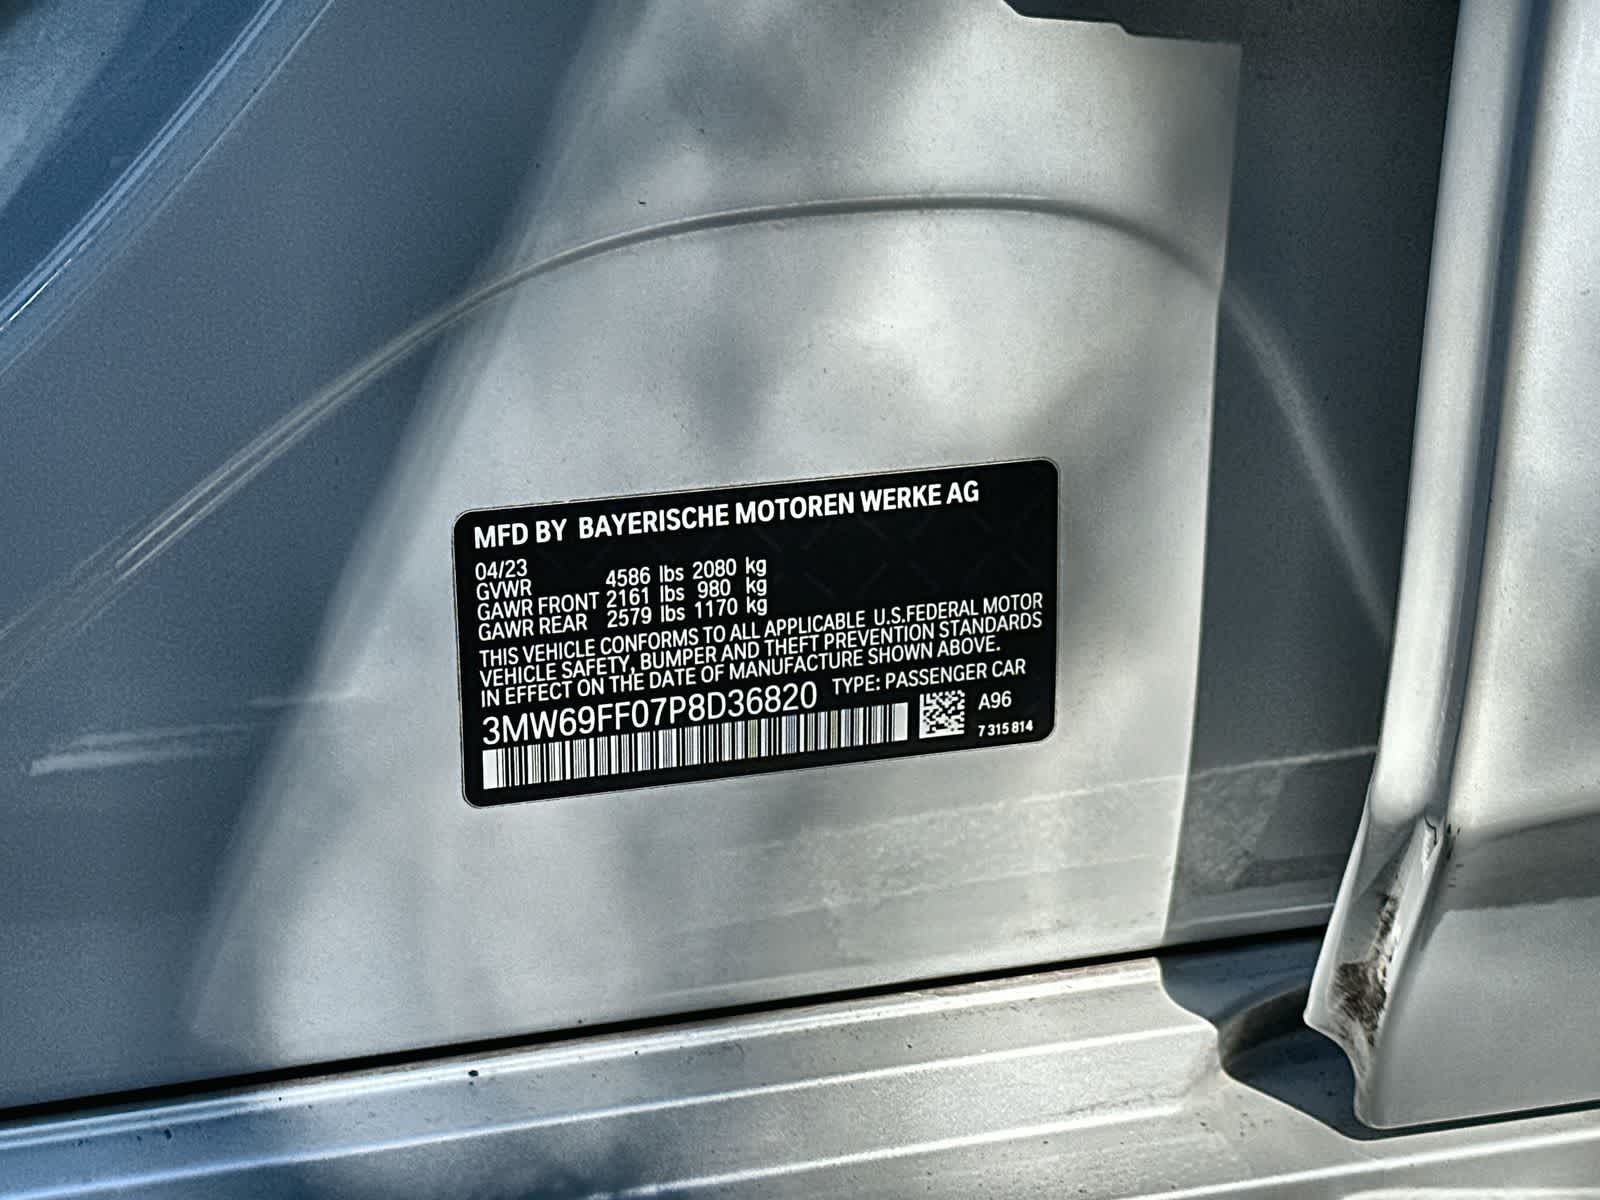 MFD BY BAYERISCHE MOTOREN WERKE AG
04/23
GVWR 4586 lbs 2080 kg
GAWR FRONT 2161 lbs 980 kg
GAWR REAR 2579 lbs 1170 kg
THIS VEHICLE CONFORMS TO ALL APPLICABLE U.S.FEDERAL MOTOR
VEHICLE SAFETY, BUMPER AND THEFT PREVENTION STANDARDS
IN EFFECT ON THE DATE OF MANUFACTURE SHOWN ABOVE.
3MW69FF07P8D36820 TYPE: PASSENGER CAR
A96
7 315 814